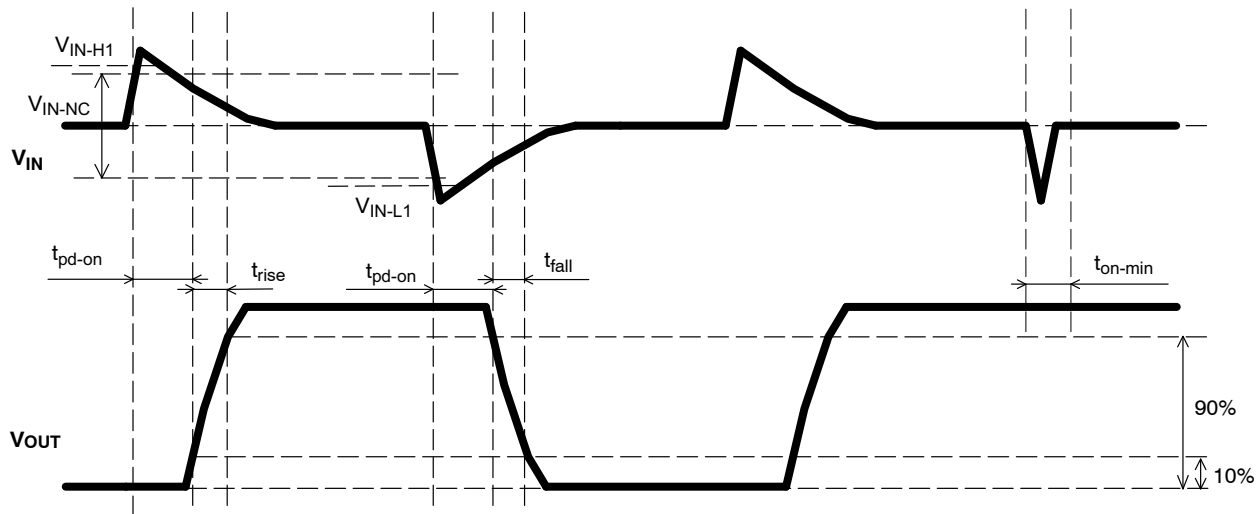 VIN-H1
VIN-NC
VIN
VIN-L1
tpd-on
trise
tpd-on
tfall
ton-min
90%
VOUT
10%